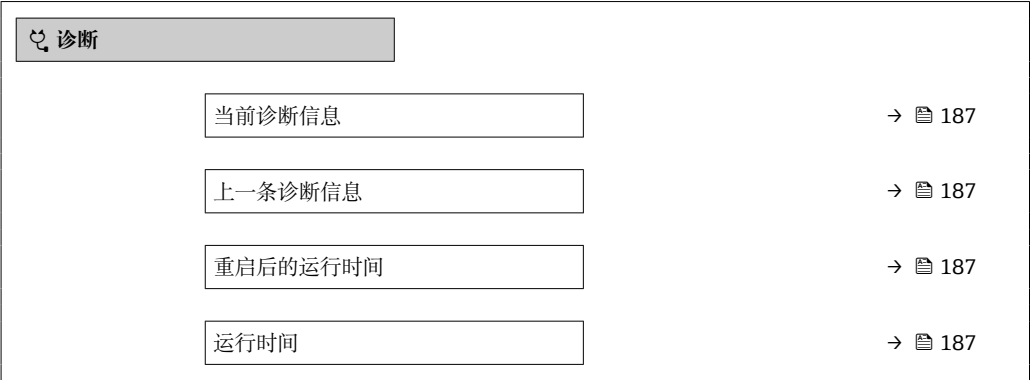 诊断
当前诊断信息 → 187
上一条诊断信息 → 187
重启后的运行时间 → 187
运行时间 → 187